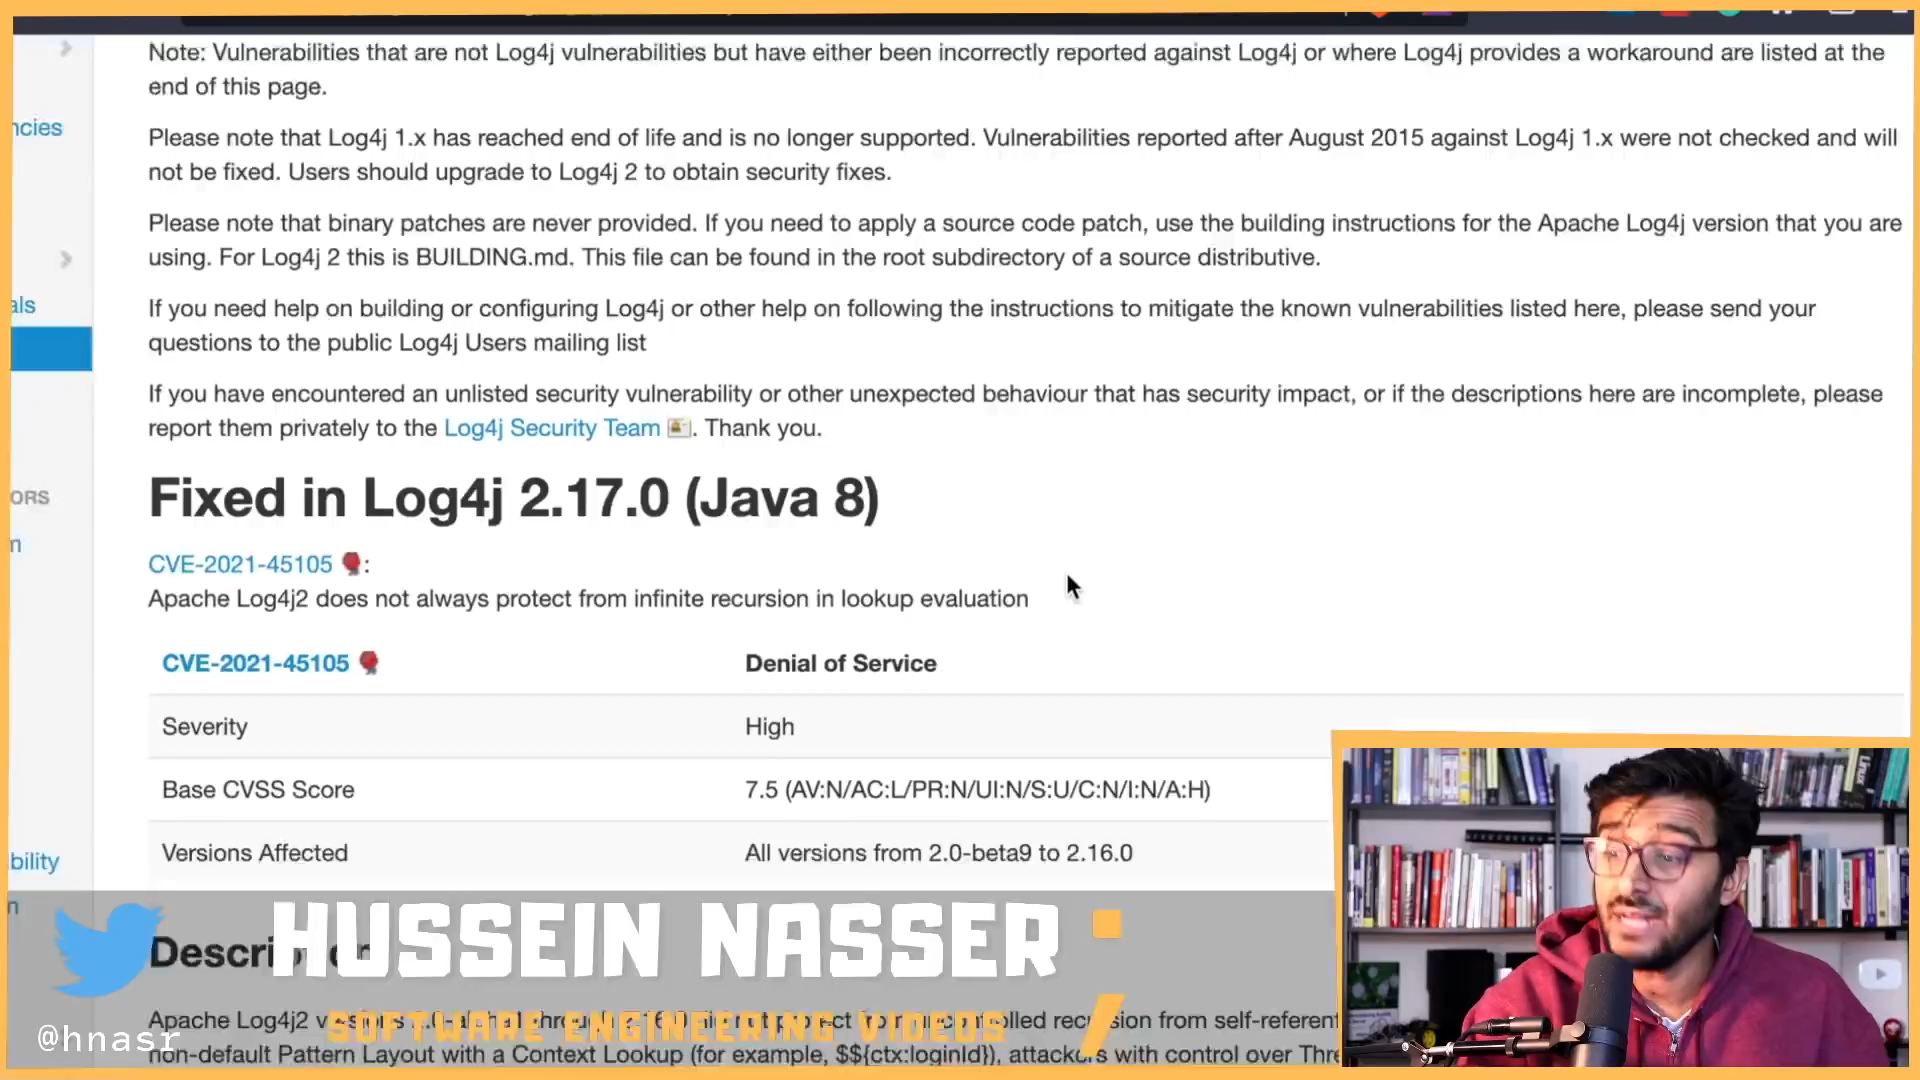 Note: Vulnerabilities that are not Log4j vulnerabilities but have either been incorrectly reported against Log4j or where Log4j provides a workaround are listed at the
end of this page.
ncies
Please note that Log4j 1.x has reached end of life and is no longer supported. Vulnerabilities reported after August 2015 against Log4j 1.x were not checked and will
not be fixed. Users should upgrade to Log4j 2 to obtain security fixes.
Please note that binary patches are never provided. If you need to apply a source code patch, use the building instructions for the Apache Log4j version that you are
using. For Log4j 2 this is BUILDING.md. This file can be found in the root subdirectory of a source distributive.
als
If you need help on building or configuring Log4j or other help on following the instructions to mitigate the known vulnerabilities listed here, please send your
questions to the public Log4j Users mailing list
If you have encountered an unlisted security vulnerability or other unexpected behaviour that has security impact, or if the descriptions here are incomplete, please
report them privately to the Log4j Security Team. Thank you.
ORS
Fixed in Log4j 2.17.0 (Java 8)
CVE-2021-45105 :
Apache Log4j2 does not always protect from infinite recursion in lookup evaluation
CVE-2021-45105 Denial of Service
Severity High
Base CVSS Score 7.5 (AV:N/AC:L/PR:N/UI:N/S:U/C:N/I:N/A:H)
Versions Affected All versions from 2.0-beta9 to 2.16.0
bility
HUSSEIN NASSER
SOFTWARE ENGINEERING VIDEOS
@hnasr
Apache Log4j2
from self-referent
non-default Pattern Layout with a Context Lookup (for example, $${ctx:loginId}), attackers with control over Thre
Linux